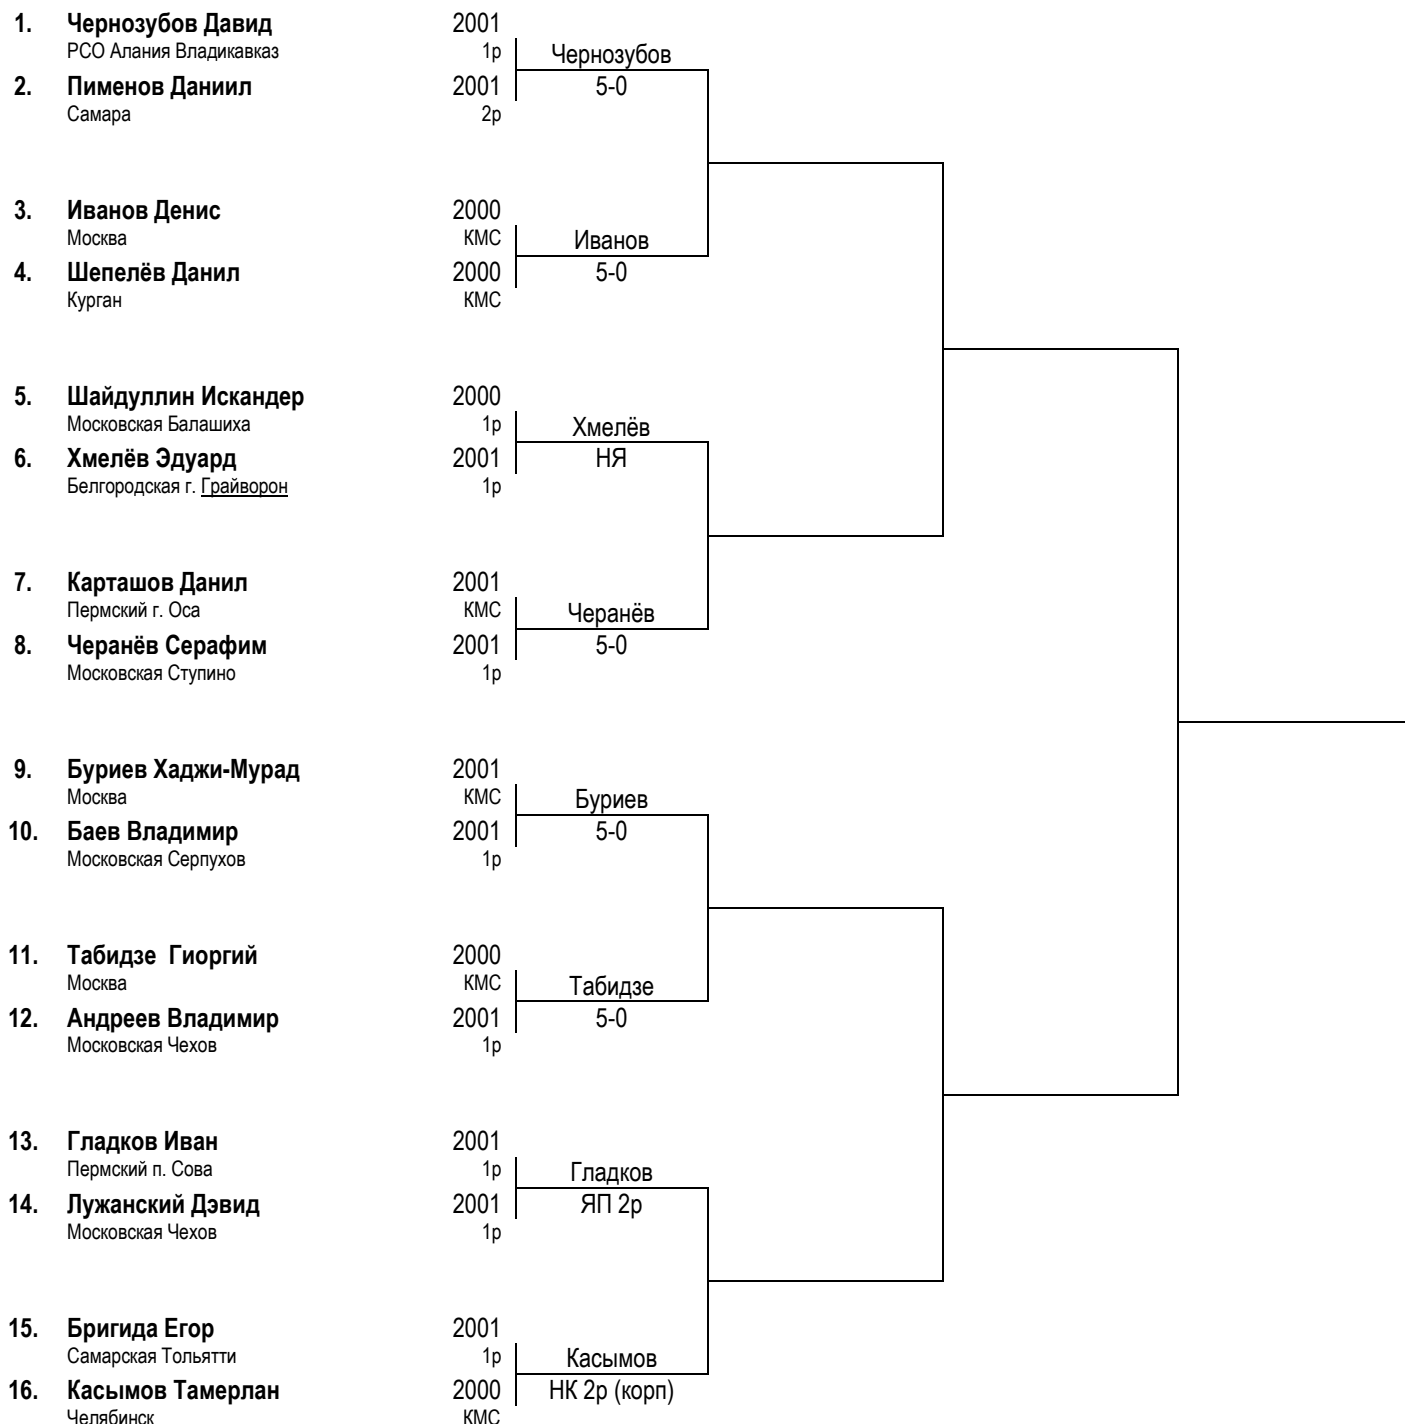 1. Чернозубов Давид 2001
РСО Алания Владикавказ 1р Чернозубов
2. Пименов Даниил 2001 5-0
Самара 2р
3. Иванов Денис 2000
Москва КМС Иванов
4. Шепелёв Данил 2000 5-0
Курган КМС
5. Шайдуллин Искандер 2000
Московская Балашиха 1р Хмелёв
6. Хмелёв Эдуард 2001 НЯ
Белгородская г. Грайворон 1р
7. Карташов Данил 2001
Пермский г. Оса КМС Черанёв
8. Черанёв Серафим 2001 5-0
Московская Ступино 1р
9. Буриев Хаджи-Мурад 2001
Москва КМС Буриев
10. Баев Владимир 2001 5-0
Московская Серпухов 1р
11. Табидзе Гиоргий 2000
Москва КМС Табидзе
12. Андреев Владимир 2001 5-0
Московская Чехов 1р
13. Гладков Иван 2001
Пермский п. Сова 1р Гладков
14. Лужанский Дэвид 2001 ЯП 2р
Московская Чехов 1р
15. Бригида Егор 2001
Самарская Тольятти 1р Касымов
16. Касымов Тамерлан 2000 НК 2р (корп)
Челябинск КМС